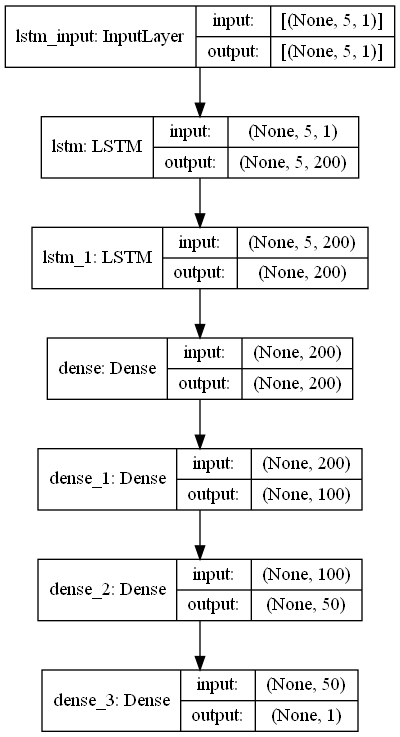 lstm_input: InputLayer
input: [(None, 5, 1)]
output: [(None, 5, 1)]
lstm: LSTM
input: (None, 5, 1)
output: (None, 5, 200)
lstm_1: LSTM
input: (None, 5, 200)
output: (None, 200)
dense: Dense
input: (None, 200)
output: (None, 200)
dense_1: Dense
input: (None, 200)
output: (None, 100)
dense_2: Dense
input: (None, 100)
output: (None, 50)
dense_3: Dense
input: (None, 50)
output: (None, 1)